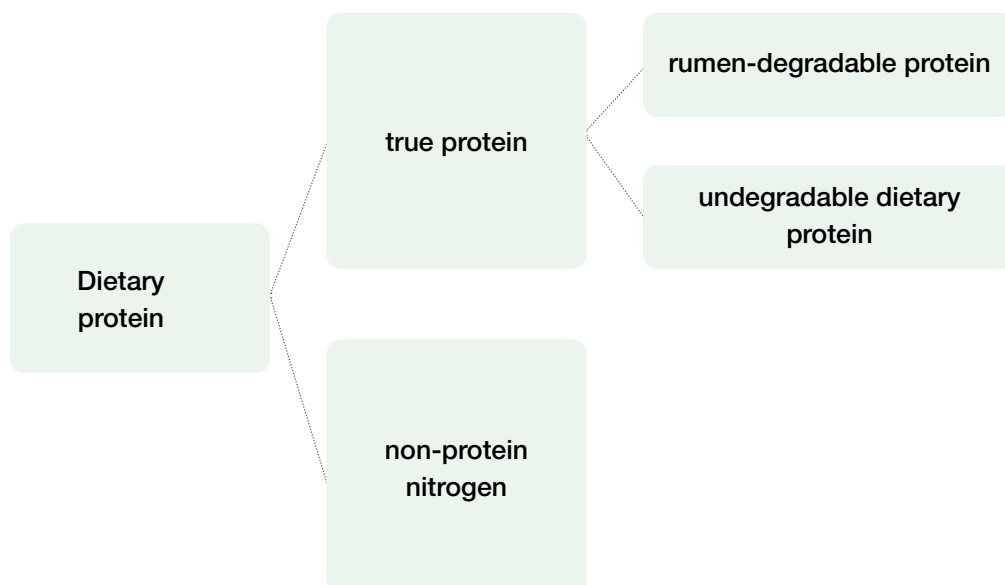 Dietary
protein
true protein
non-protein
nitrogen
rumen-degradable protein
undegradable dietary
protein